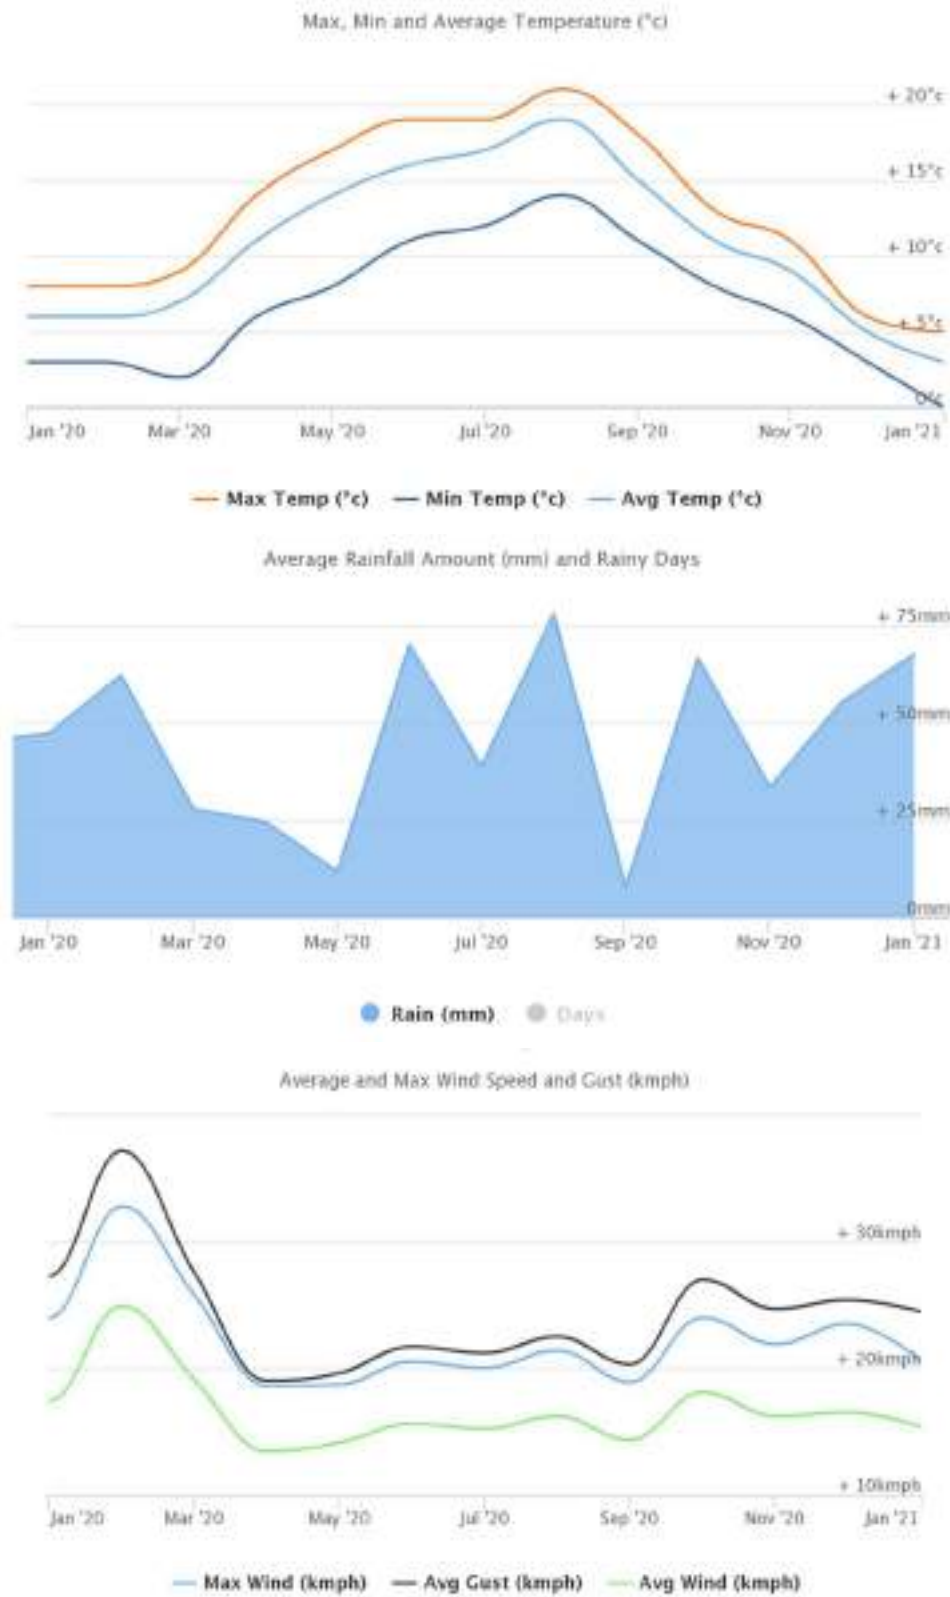 Max, Min and Average Temperature (°c)
+ 20°c
+ 15°c
+ 10°c
+ 5°c
0°c
Jan '20 Mar '20 May '20 Jul '20 Sep '20 Nov '20 Jan '21
Max Temp (°c) Min Temp (°c) Avg Temp (°c)
Average Rainfall Amount (mm) and Rainy Days
+ 75mm
+ 50mm
+ 25mm
0mm
Jan '20 Mar '20 May '20 Jul '20 Sep '20 Nov '20 Jan '21
Rain (mm) Days
Average and Max Wind Speed and Gust (kmph)
+ 30kmph
+ 20kmph
+ 10kmph
Jan '20 Mar '20 May '20 Jul '20 Sep '20 Nov '20 Jan '21
Max Wind (kmph) Avg Gust (kmph) Avg Wind (kmph)